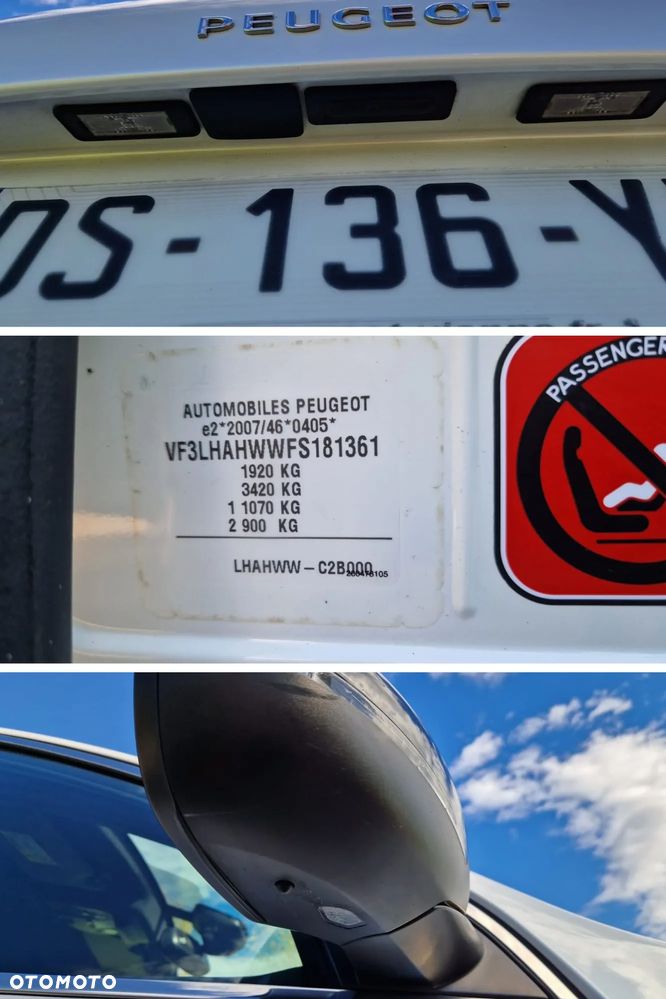 PEUGEOT
DS-136-Y
AUTOMOBILES PEUGEOT
e2*2007/46*0405*
VF3LHAHWWFS181361
1920 KG
3420 KG
1 1070 KG
2 900 KG
LHAHWW-C2B000
PASSENGER
OTOMOTO